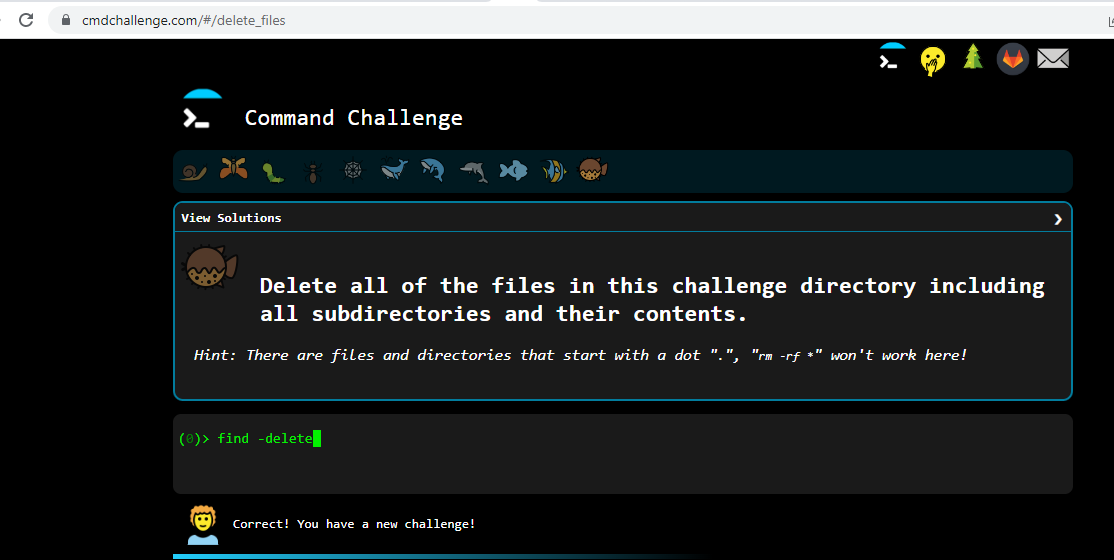 cmdchallenge.com/#/delete_files
Command Challenge
View Solutions
Delete all of the files in this challenge directory including
all subdirectories and their contents.
Hint: There are files and directories that start with a dot ".", "rm -rf *" won't work here!
(0)> find -delete
Correct! You have a new challenge!